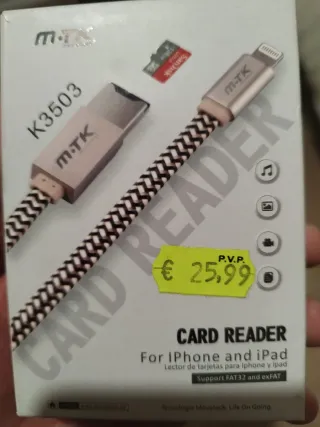 M·TK
K3503
M·TK
CARD READER
P.V.P.
€ 25,99
CARD READER
For IPhone and iPad
Lector de tarjetas para iphone y ipad
Support FAT32 and exFAT